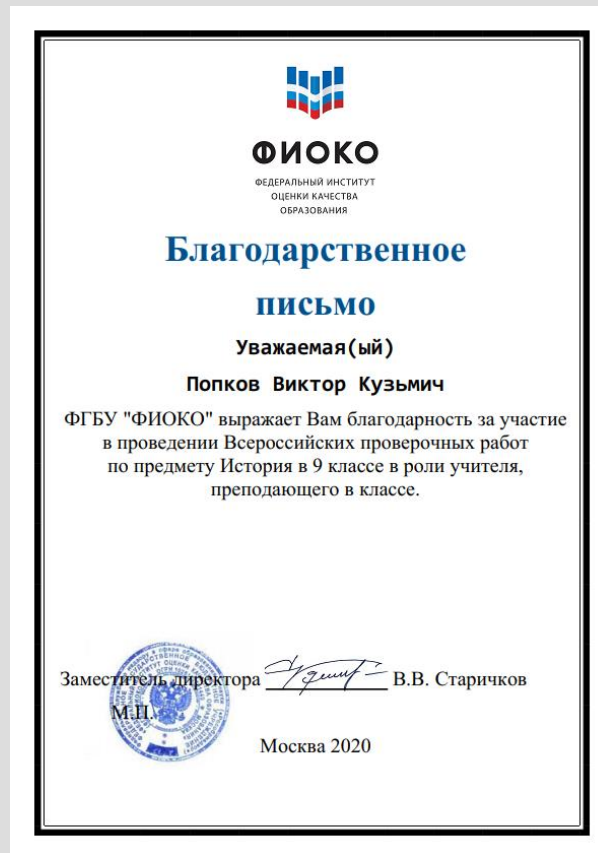 ФИОКО
ФЕДЕРАЛЬНЫЙ ИНСТИТУТ
ОЦЕНКИ КАЧЕСТВА
ОБРАЗОВАНИЯ
Благодарственное
письмо
Уважаемая(ый)
Попков Виктор Кузьмич
ФГБУ "ФИОКО" выражает Вам благодарность за участие
в проведении Всероссийских проверочных работ
по предмету История в 9 классе в роли учителя,
преподающего в классе.
Заместитель директора В.В. Старичков
М.П.
Москва 2020